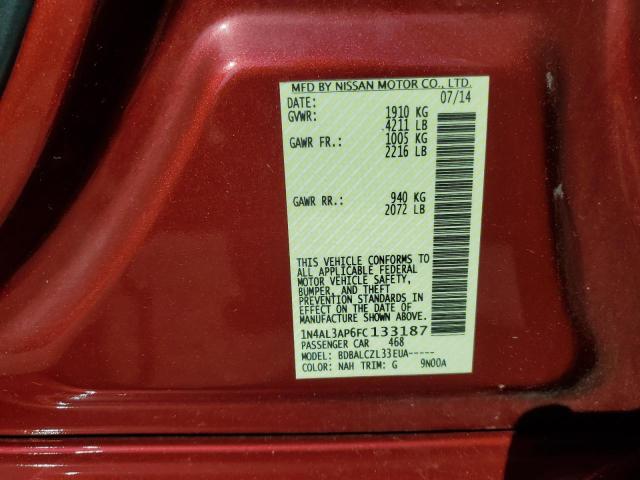 MFD BY NISSAN MOTOR CO., LTD.
DATE: 07/14
GVWR: 1910 KG
4211 LB
GAWR FR.: 1005 KG
2216 LB
GAWR RR.: 940 KG
2072 LB
THIS VEHICLE CONFORMS TO
ALL APPLICABLE FEDERAL
MOTOR VEHICLE SAFETY,
BUMPER, AND THEFT
PREVENTION STANDARDS IN
EFFECT ON THE DATE OF
MANUFACTURE SHOWN ABOVE.
1N4AL3AP6FC133187
PASSENGER CAR 468
MODEL: BDBALCZL33EUA-----
COLOR: NAH TRIM: G 9N00A